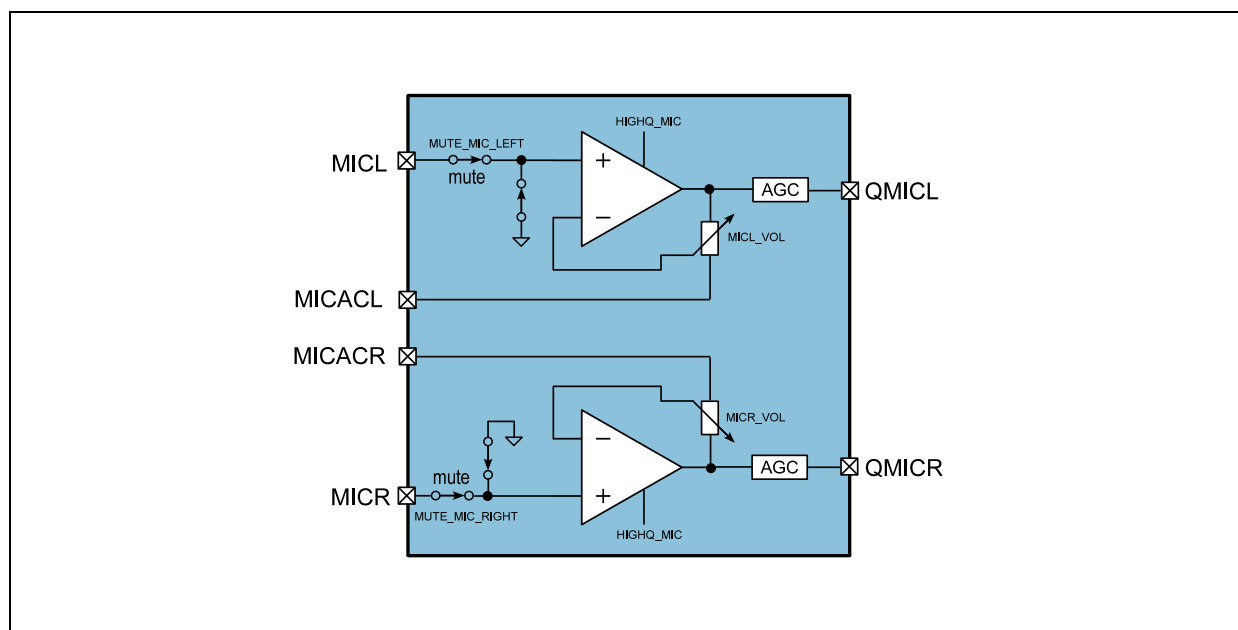 HIGHQ_MIC
MUTE_MIC_LEFT
MICL
mute
+
AGC
QMICL
−
MICL_VOL
MICACL
MICACR
MICR_VOL
−
mute
AGC
QMICR
MICR
+
MUTE_MIC_RIGHT
HIGHQ_MIC